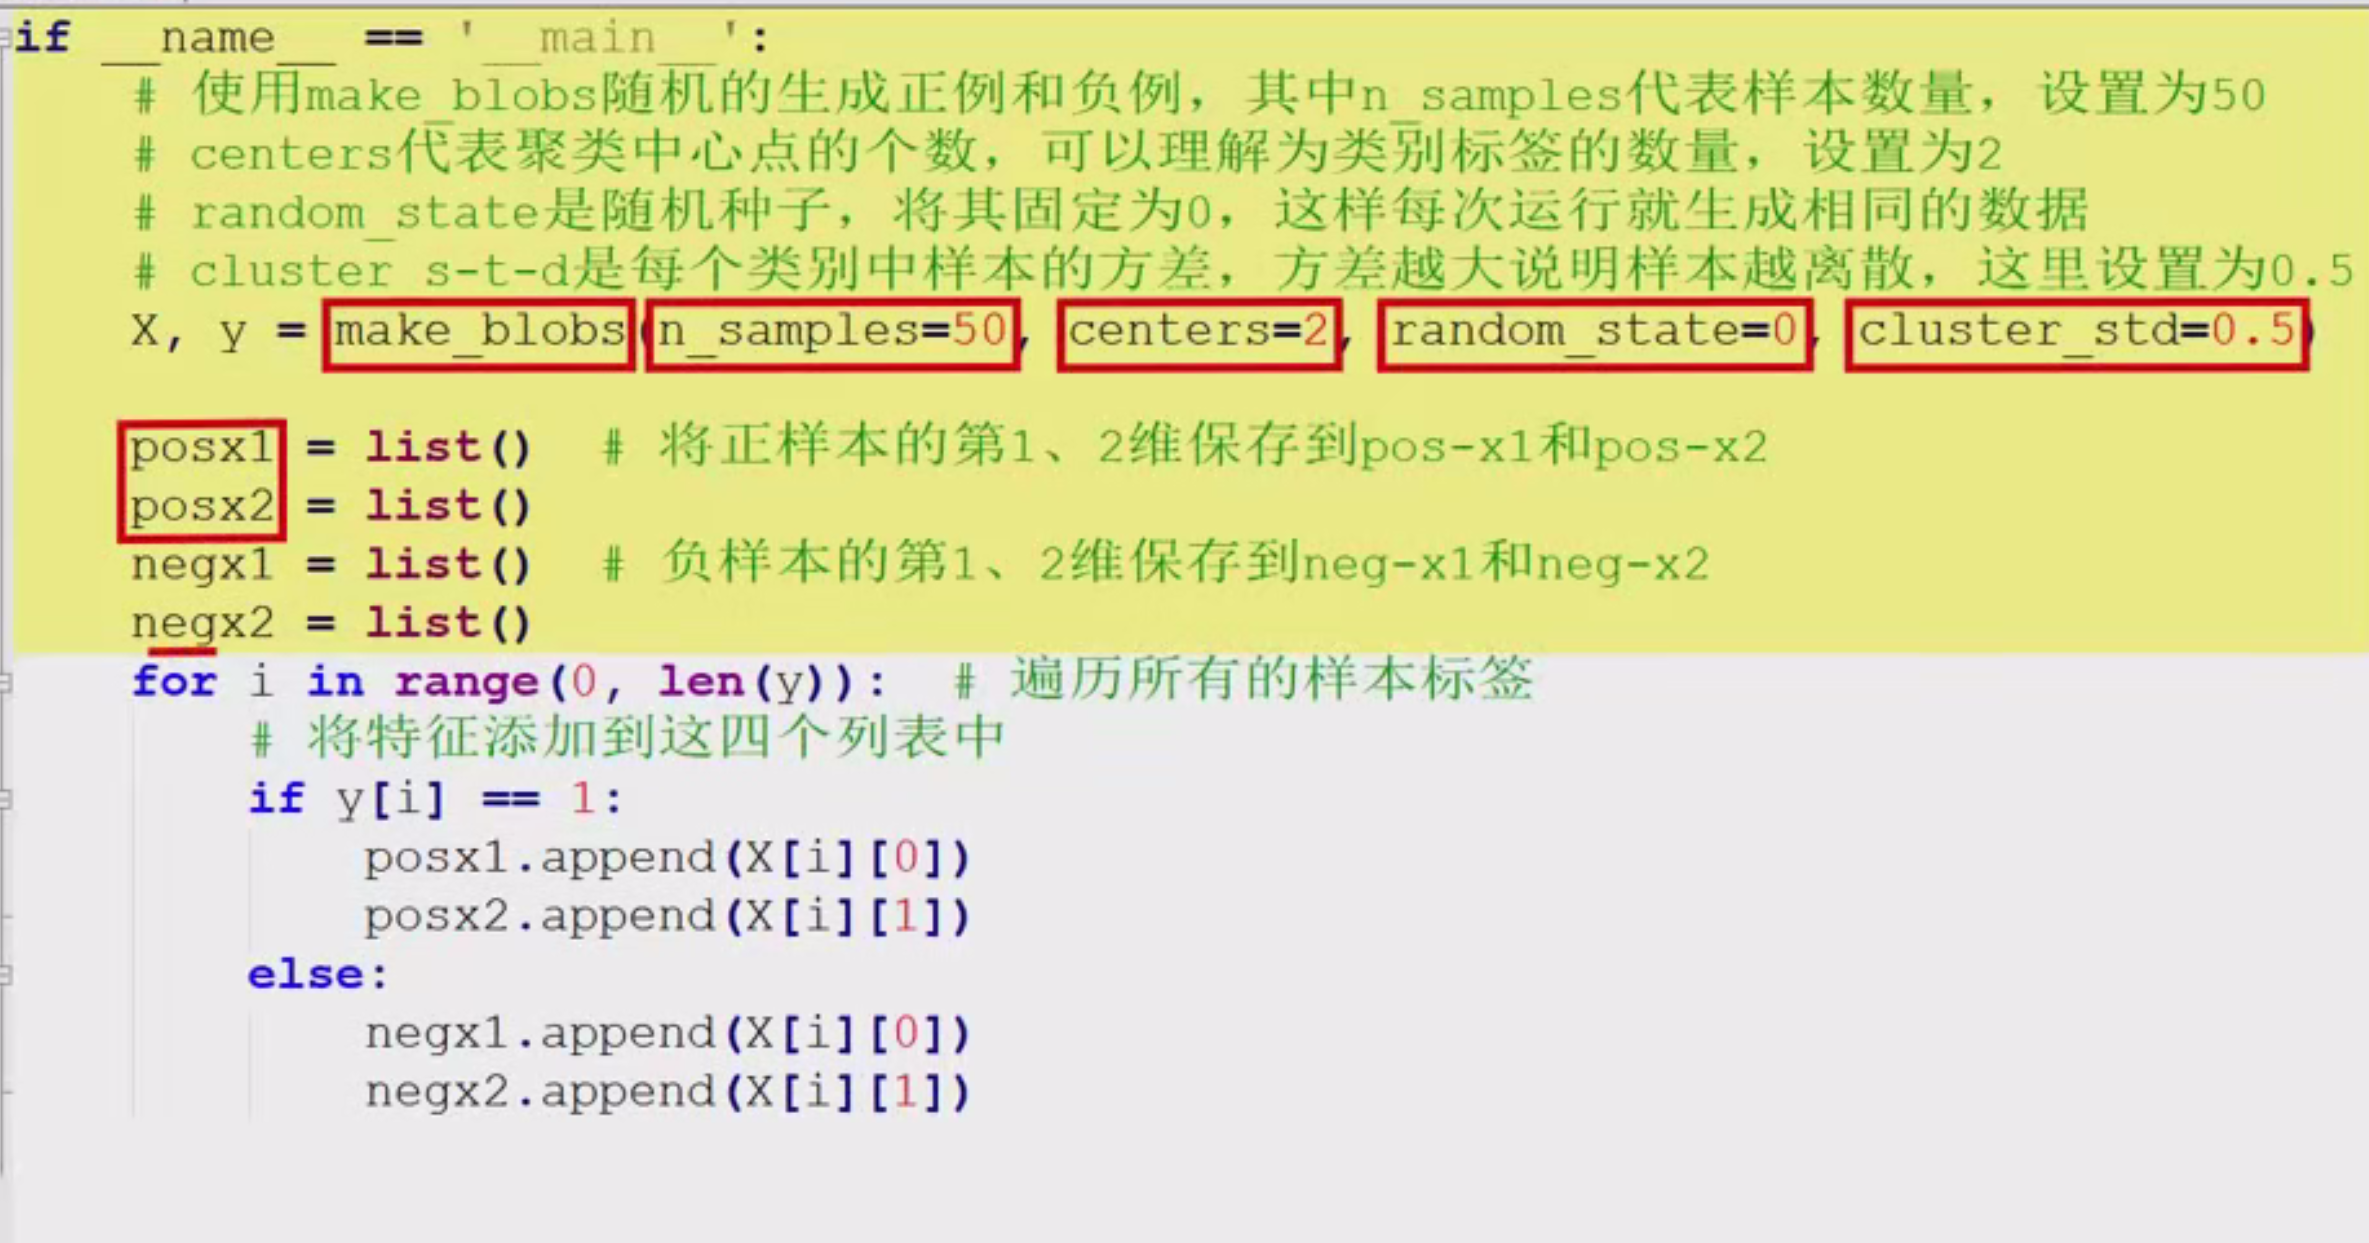 if __name__ == '__main__':
# 使用make_blobs随机的生成正例和负例，其中n_samples代表样本数量，设置为50
# centers代表聚类中心点的个数，可以理解为类别标签的数量，设置为2
# random_state是随机种子，将其固定为0，这样每次运行就生成相同的数据
# cluster s-t-d是每个类别中样本的方差，方差越大说明样本越离散，这里设置为0.5
X, y = make_blobs(n_samples=50, centers=2, random_state=0, cluster_std=0.5)
posx1 = list()  # 将正样本的第1、2维保存到pos-x1和pos-x2
posx2 = list()
negx1 = list()  # 负样本的第1、2维保存到neg-x1和neg-x2
negx2 = list()
for i in range(0, len(y)):  # 遍历所有的样本标签
# 将特征添加到这四个列表中
if y[i] == 1:
posx1.append(X[i][0])
posx2.append(X[i][1])
else:
negx1.append(X[i][0])
negx2.append(X[i][1])